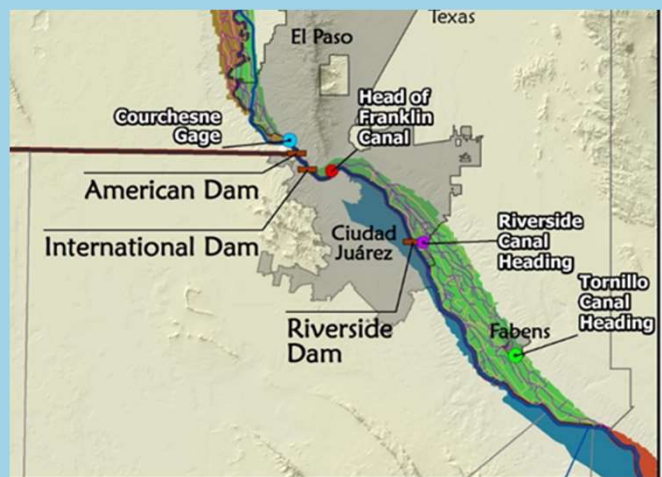 Texas
El Paso
Courchesne
Gage
Head of
Franklin
Canal
American Dam
International Dam
Ciudad
Juárez
Riverside
Canal
Heading
Tornillo
Canal
Heading
Riverside
Dam
Fabens